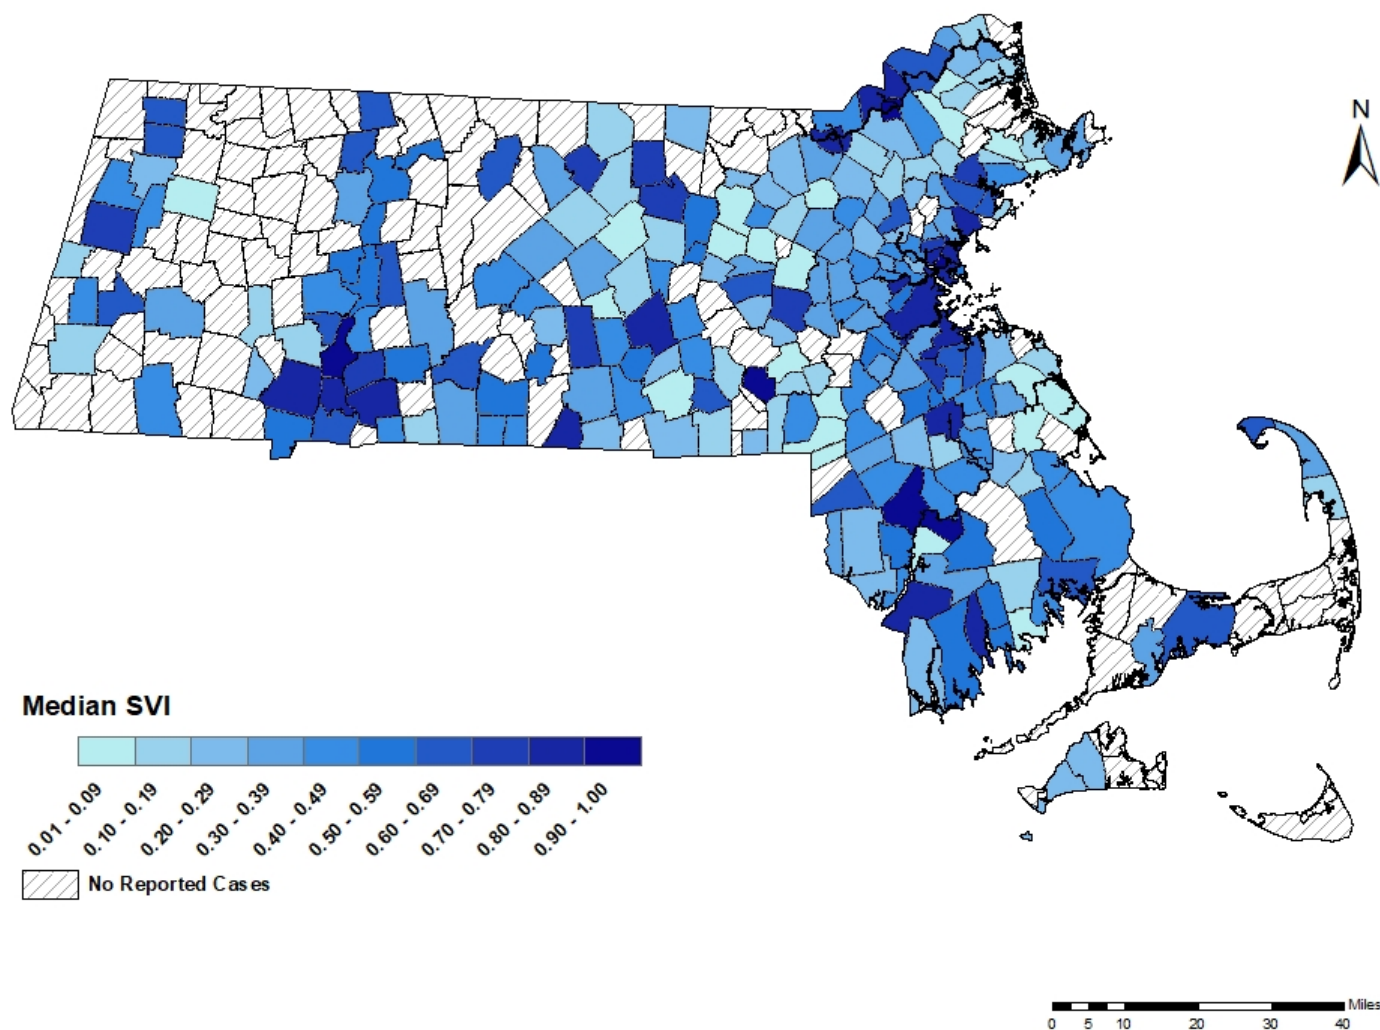 N
Median SVI
0.01 - 0.09
0.10 - 0.19
0.20 - 0.29
0.30 - 0.39
0.40 - 0.49
0.50 - 0.59
0.60 - 0.69
0.70 - 0.79
0.80 - 0.89
0.90 - 1.00
No Reported Cases
Miles
0 5 10 20 30 40